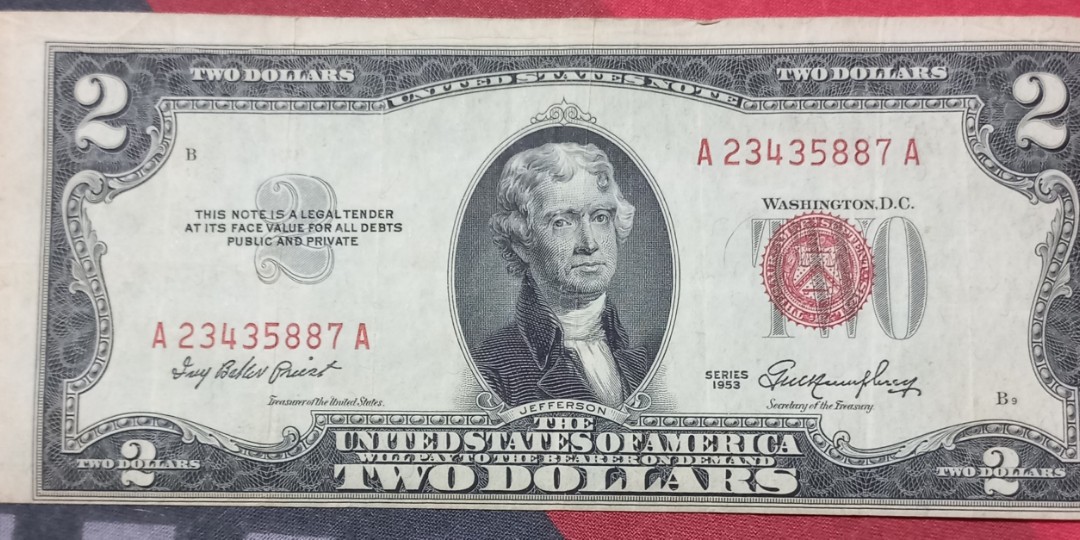 2 TWO DOLLARS UNITED STATES NOTE TWO DOLLARS 2
B
A 23435887 A
2
WASHINGTON, D.C.
THIS NOTE IS A LEGAL TENDER
AT ITS FACE VALUE FOR ALL DEBTS
PUBLIC AND PRIVATE
TWO
A 23435887 A
Ivy Baker Priest
Treasurer of the United States.
SERIES
1953
G.M. Humphrey
Secretary of the Treasury.
B 9
JEFFERSON
THE
UNITED STATES OF AMERICA
WILL PAY TO THE BEARER ON DEMAND
TWO DOLLARS
TWO DOLLARS
2
TWO DOLLARS
2